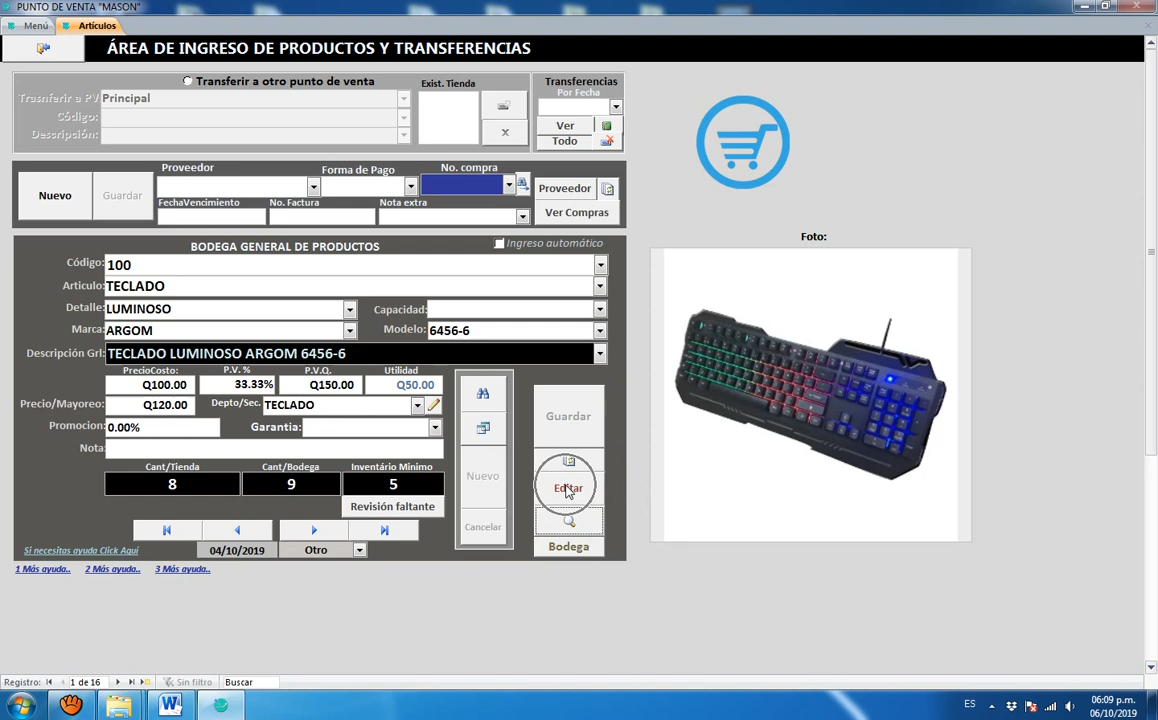 PUNTO DE VENTA "MASON"
Menú
Artículos
ÁREA DE INGRESO DE PRODUCTOS Y TRANSFERENCIAS
Transferir a otro punto de venta
Exist. Tienda
Transferencias
Por Fecha
Trasnferir a PV Principal
Código:
Descripción:
x
Ver
Todo
Nuevo
Guardar
Proveedor
Forma de Pago
No. compra
Proveedor
FechaVencimiento
No. Factura
Nota extra
Ver Compras
BODEGA GENERAL DE PRODUCTOS
Ingreso automático
Foto:
Código: 100
Articulo: TECLADO
Detalle: LUMINOSO
Capacidad:
Marca: ARGOM
Modelo: 6456-6
Descripción Grl: TECLADO LUMINOSO ARGOM 6456-6
PrecioCosto:
P.V. %
P.V.Q.
Utilidad
Q100.00
33.33%
Q150.00
Q50.00
Precio/Mayoreo: Q120.00
Depto/Sec. TECLADO
Promocion: 0.00%
Garantia:
Nota:
Guardar
Nuevo
Editar
Cancelar
Bodega
Cant/Tienda
Cant/Bodega
Inventário Minimo
8
9
5
Revisión faltante
Si necesitas ayuda Click Aquí
04/10/2019
Otro
1 Más ayuda..
2 Más ayuda..
3 Más ayuda..
Registro:
1 de 16
Sin filtro
Buscar
ES
06:09 p.m.
06/10/2019